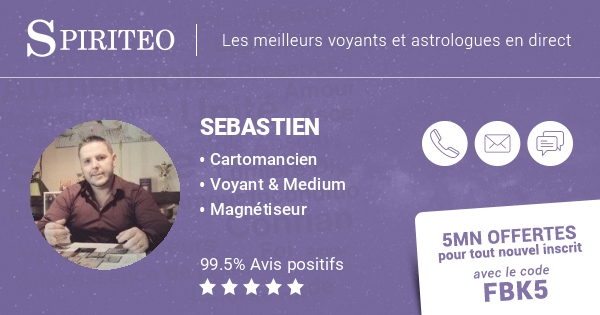 SPIRITEO
Les meilleurs voyants et astrologues en direct
SEBASTIEN
• Cartomancien
• Voyant & Medium
• Magnétiseur
99.5% Avis positifs
5MN OFFERTES
pour tout nouvel inscrit
avec le code
FBK5